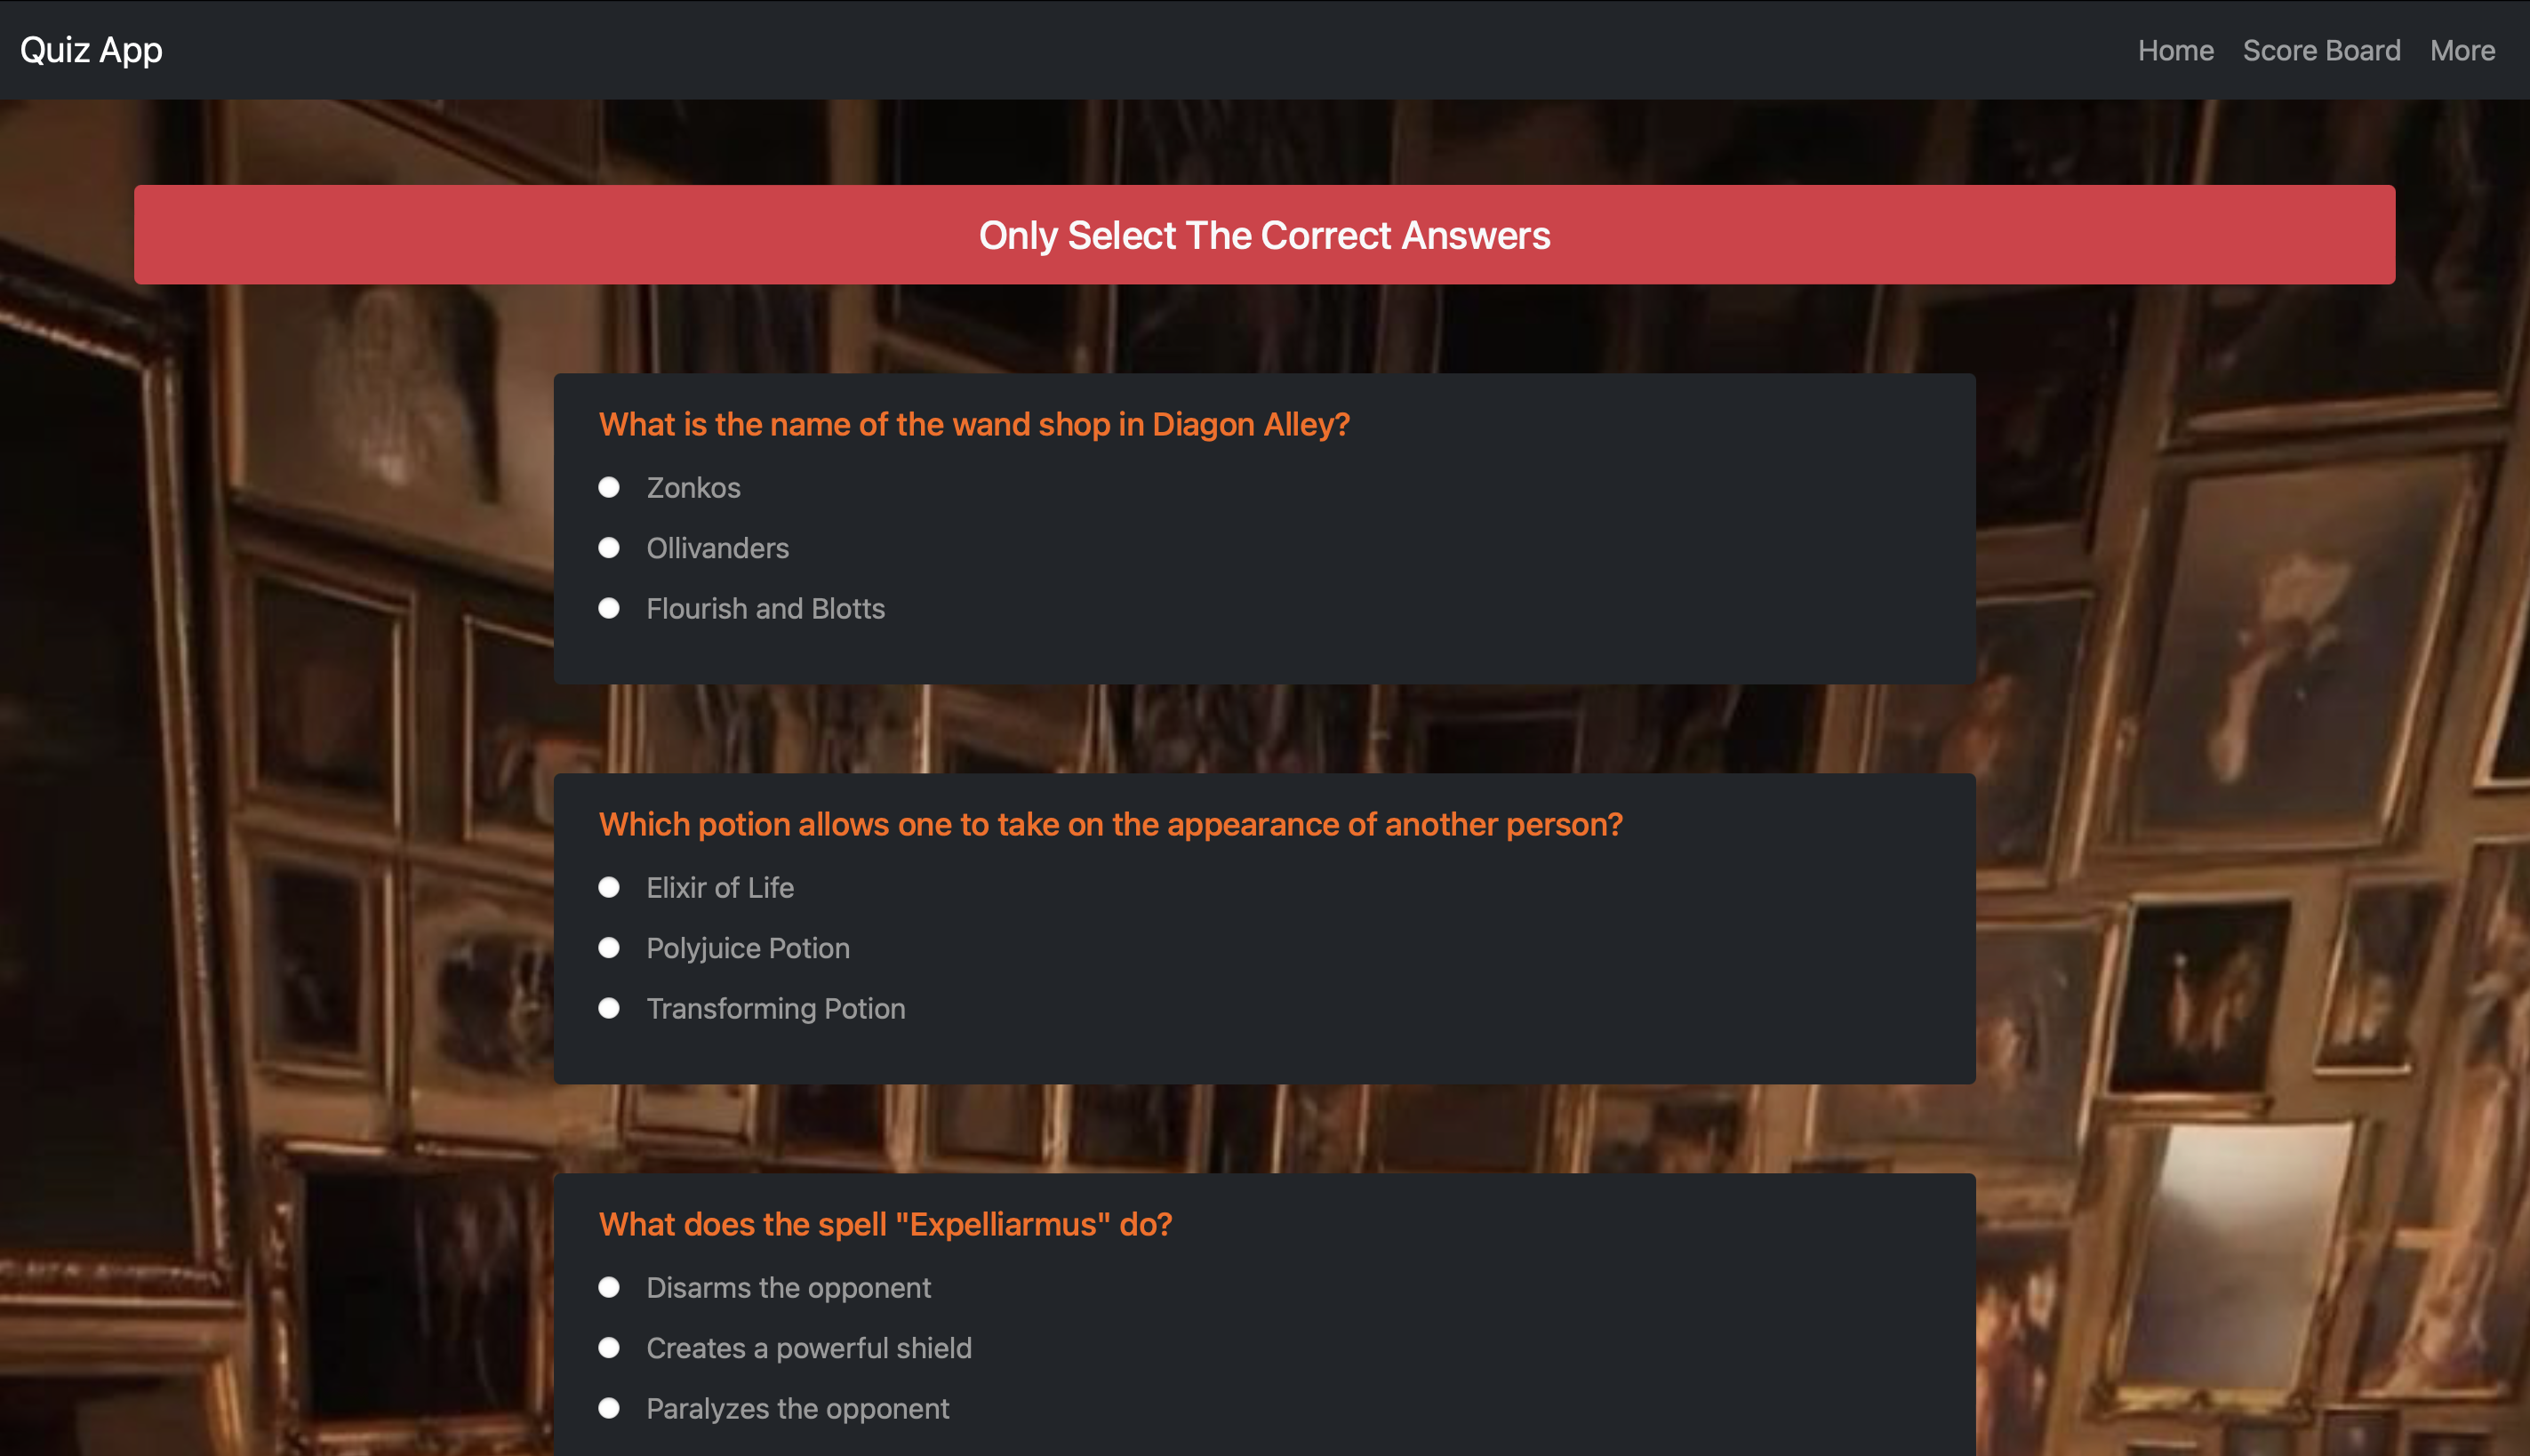 Quiz App
Home Score Board More
Only Select The Correct Answers
What is the name of the wand shop in Diagon Alley?
Zonkos
Ollivanders
Flourish and Blotts
Which potion allows one to take on the appearance of another person?
Elixir of Life
Polyjuice Potion
Transforming Potion
What does the spell "Expelliarmus" do?
Disarms the opponent
Creates a powerful shield
Paralyzes the opponent